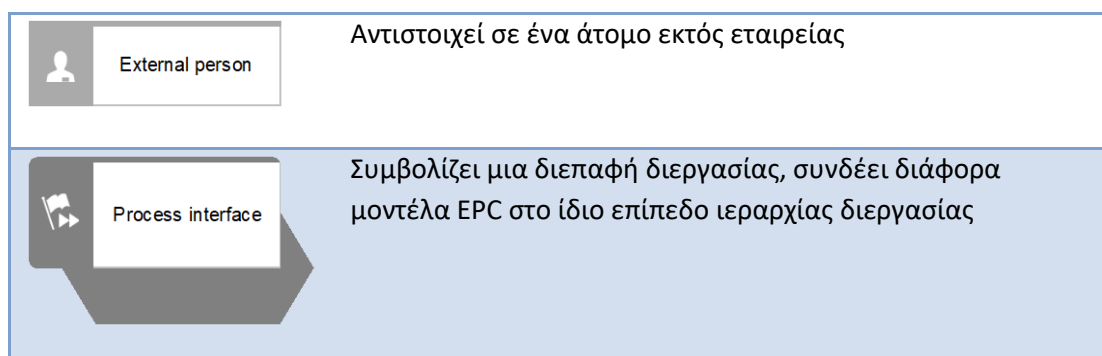 External person
Αντιστοιχεί σε ένα άτομο εκτός εταιρείας
Process interface
Συμβολίζει μια διεπαφή διεργασίας, συνδέει διάφορα
μοντέλα EPC στο ίδιο επίπεδο ιεραρχίας διεργασίας